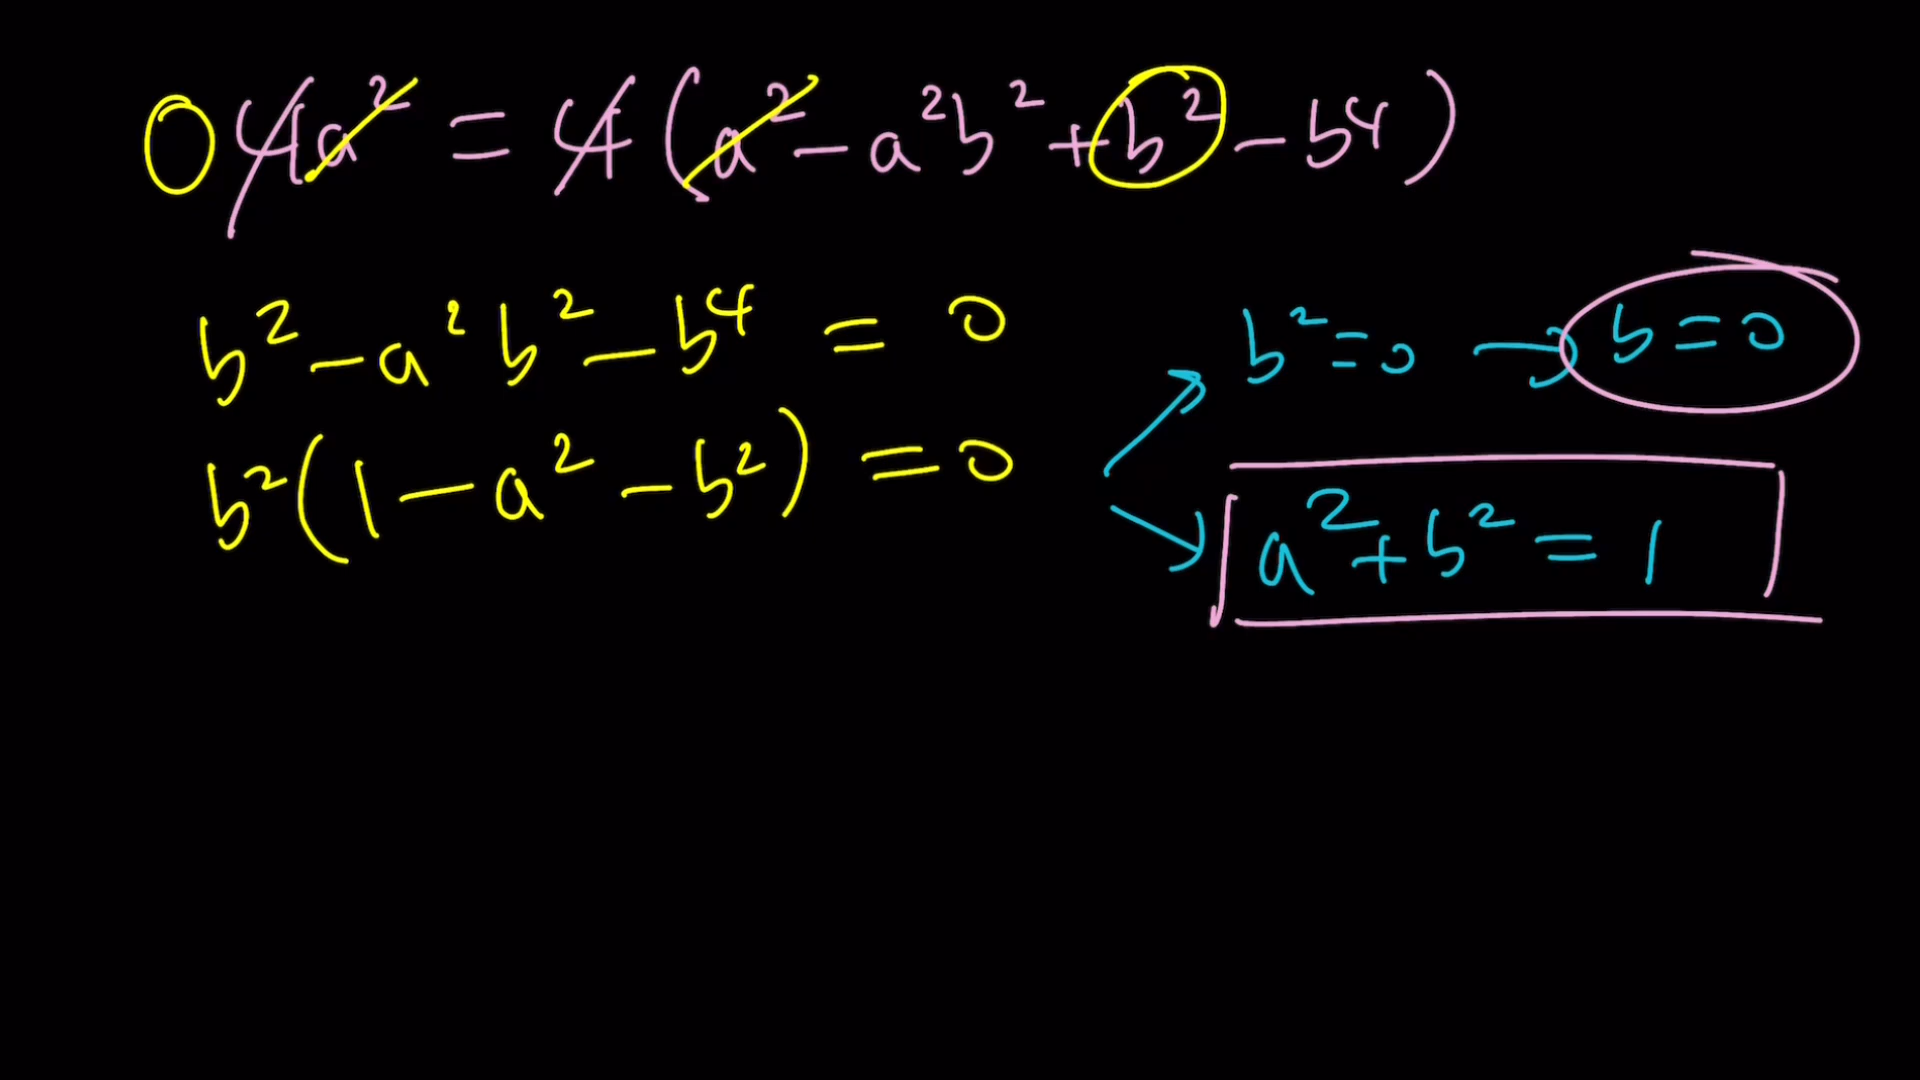 0 4a² = 4(a² - a²b² + b² - b⁴)
b² - a²b² - b⁴ = 0
b²(1 - a² - b²) = 0
b² = 0 → b = 0
a² + b² = 1